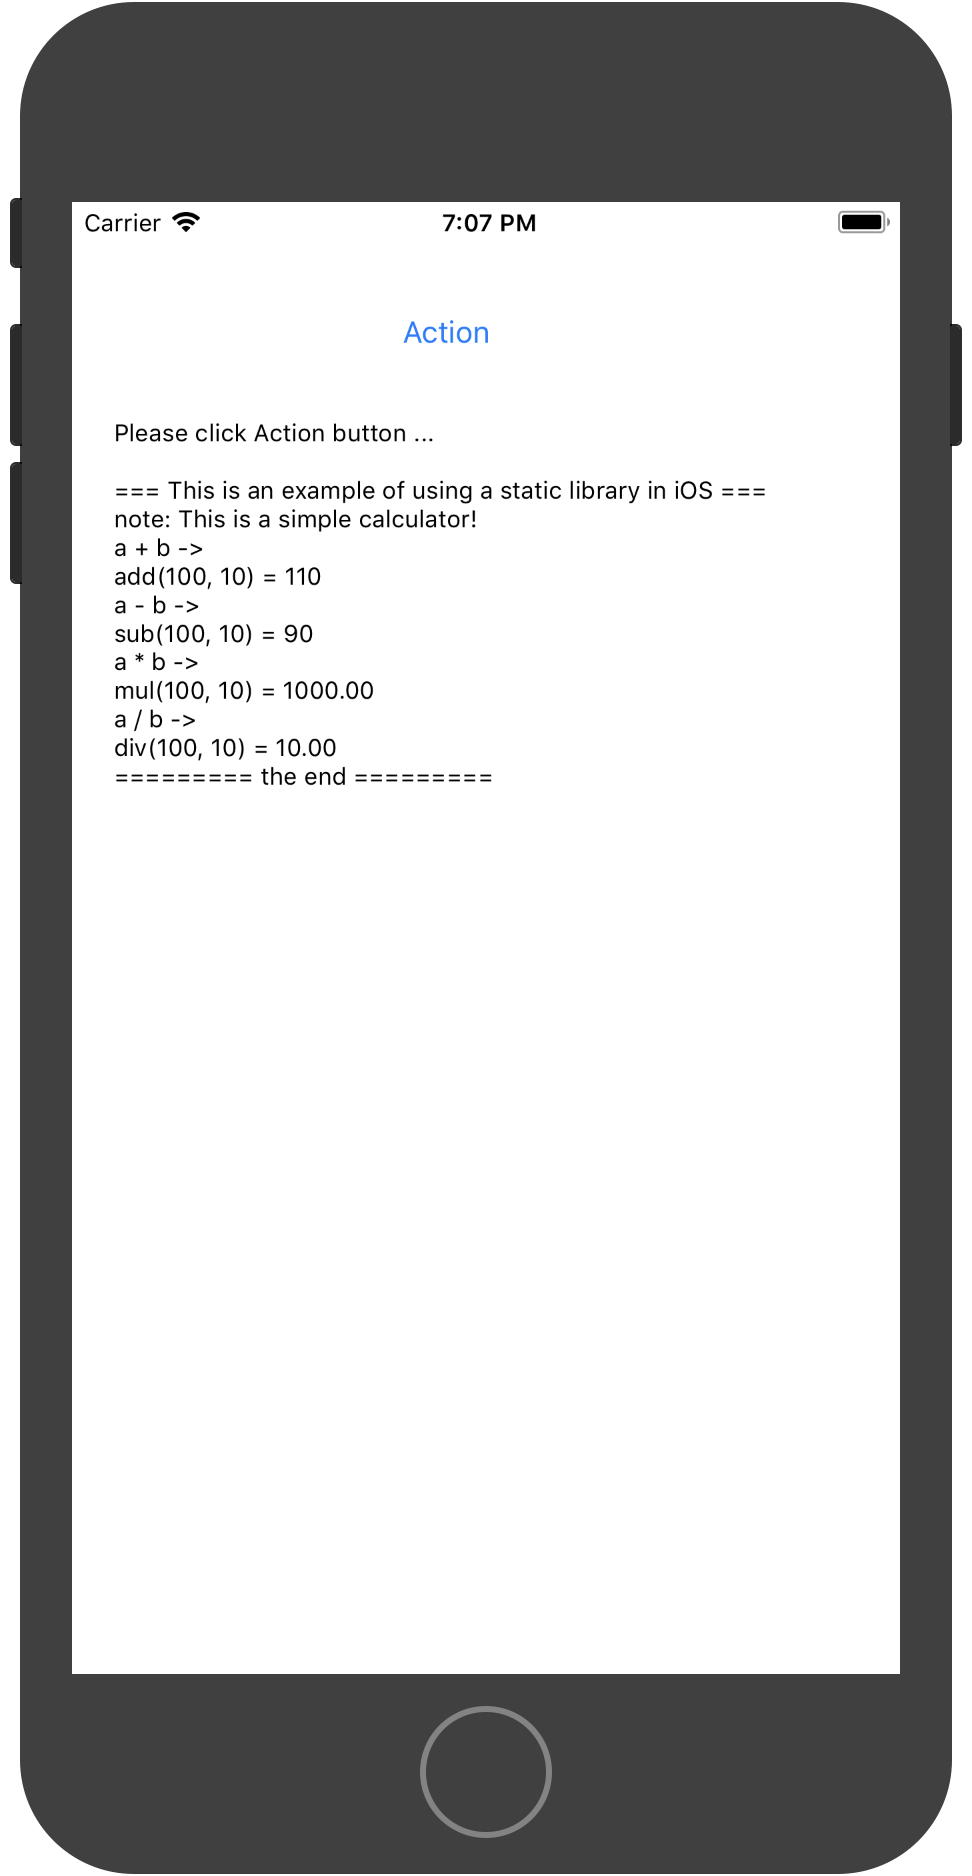 Carrier
7:07 PM
Action
Please click Action button ...
=== This is an example of using a static library in iOS ===
note: This is a simple calculator!
a + b ->
add(100, 10) = 110
a - b ->
sub(100, 10) = 90
a * b ->
mul(100, 10) = 1000.00
a / b ->
div(100, 10) = 10.00
========= the end =========